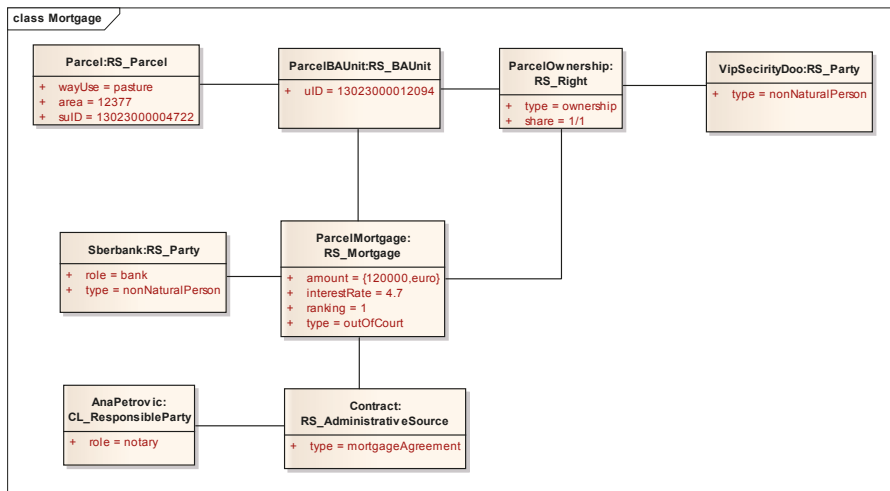 class Mortgage
Parcel:RS_Parcel
+ wayUse = pasture
+ area = 12377
+ suID = 13023000004722
ParcelBAUnit:RS_BAUnit
+ uID = 13023000012094
ParcelOwnership:
RS_Right
+ type = ownership
+ share = 1/1
VipSecirityDoo:RS_Party
+ type = nonNaturalPerson
Sberbank:RS_Party
+ role = bank
+ type = nonNaturalPerson
ParcelMortgage:
RS_Mortgage
+ amount = {120000,euro}
+ interestRate = 4.7
+ ranking = 1
+ type = outOfCourt
AnaPetrovic:
CL_ResponsibleParty
+ role = notary
Contract:
RS_AdministrativeSource
+ type = mortgageAgreement